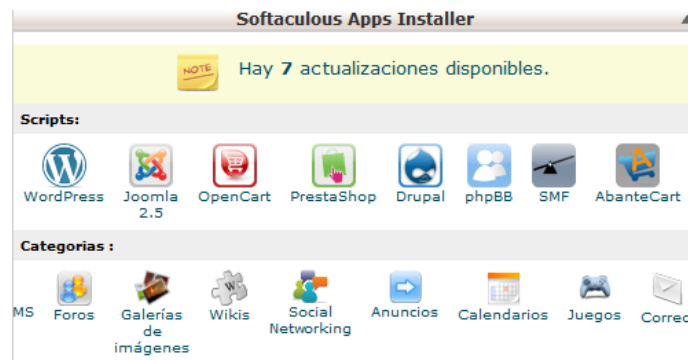 Softaculous Apps Installer
NOTE
Hay 7 actualizaciones disponibles.
Scripts:
WordPress Joomla 2.5 OpenCart PrestaShop Drupal phpBB SMF AbanteCart
Categorias :
MS Foros Galerías de imágenes Wikis Social Networking Anuncios Calendarios Juegos Correo